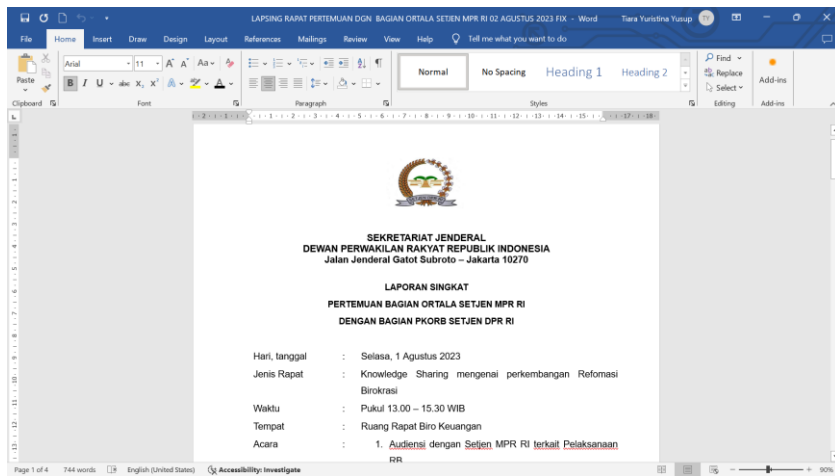 LAPSING RAPAT PERTEMUAN DGN BAGIAN ORTALA SETJEN MPR RI 02 AGUSTUS 2023 FIX - Word
Tiara Yuristina Yusup
TY
File Home Insert Draw Design Layout References Mailings Review View Help Tell me what you want to do
Paste
Arial 11
Normal
No Spacing
Heading 1
Heading 2
Find
Replace
Select
Add-ins
Clipboard Font Paragraph Styles Editing Add-ins
SEKRETARIAT JENDERAL
DEWAN PERWAKILAN RAKYAT REPUBLIK INDONESIA
Jalan Jenderal Gatot Subroto – Jakarta 10270
LAPORAN SINGKAT
PERTEMUAN BAGIAN ORTALA SETJEN MPR RI
DENGAN BAGIAN PKORB SETJEN DPR RI
Hari, tanggal : Selasa, 1 Agustus 2023
Jenis Rapat : Knowledge Sharing mengenai perkembangan Refomasi
Birokrasi
Waktu : Pukul 13.00 – 15.30 WIB
Tempat : Ruang Rapat Biro Keuangan
Acara : 1. Audiensi dengan Setjen MPR RI terkait Pelaksanaan
RB
Page 1 of 4 744 words English (United States) Accessibility: Investigate 90%